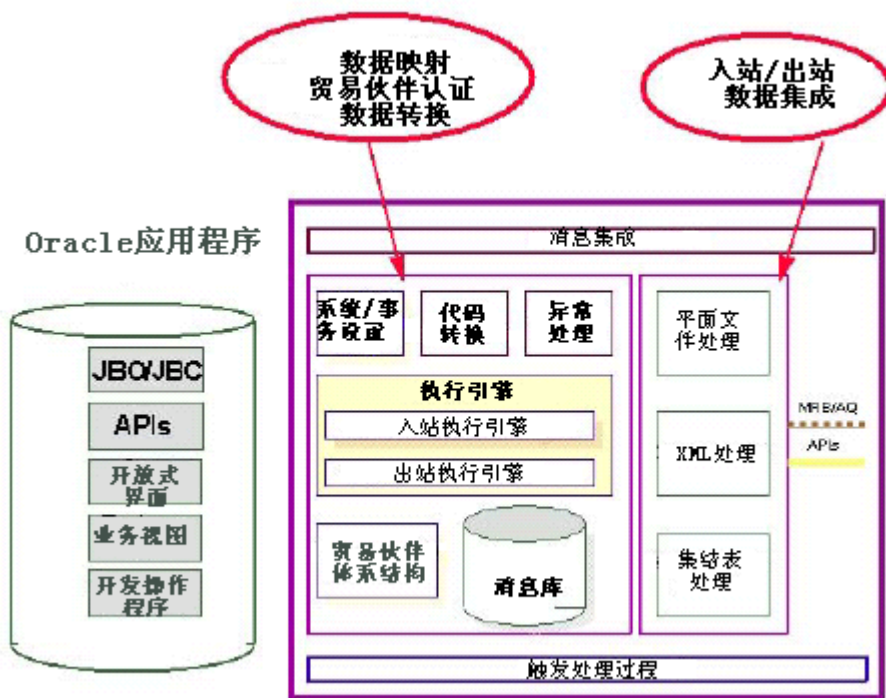 数据映射
贸易伙伴认证
数据转换
入站/出站
数据集成
Oracle应用程序
JBO/JBC
APIs
开放式
界面
业务视图
开发操作
程序
消息集成
系统/事
务设置
代码
转换
异常
处理
执行引擎
入站执行引擎
出站执行引擎
贸易伙伴
体系结构
消息库
平面文
件处理
XML处理
集结表
处理
APIs
触发处理过程